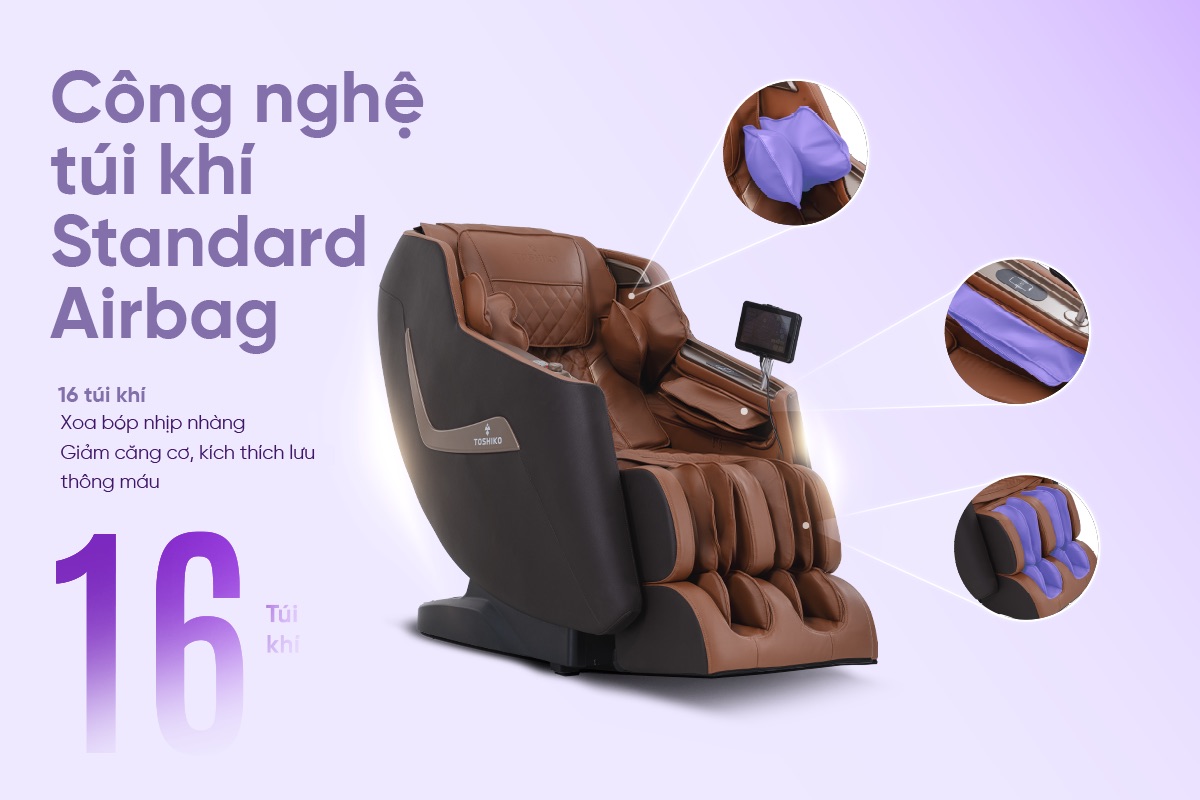 Công nghệ
túi khí
Standard
Airbag
16 túi khí
Xoa bóp nhịp nhàng
Giảm căng cơ, kích thích lưu
thông máu
16
Túi
khí
TOSHIKO